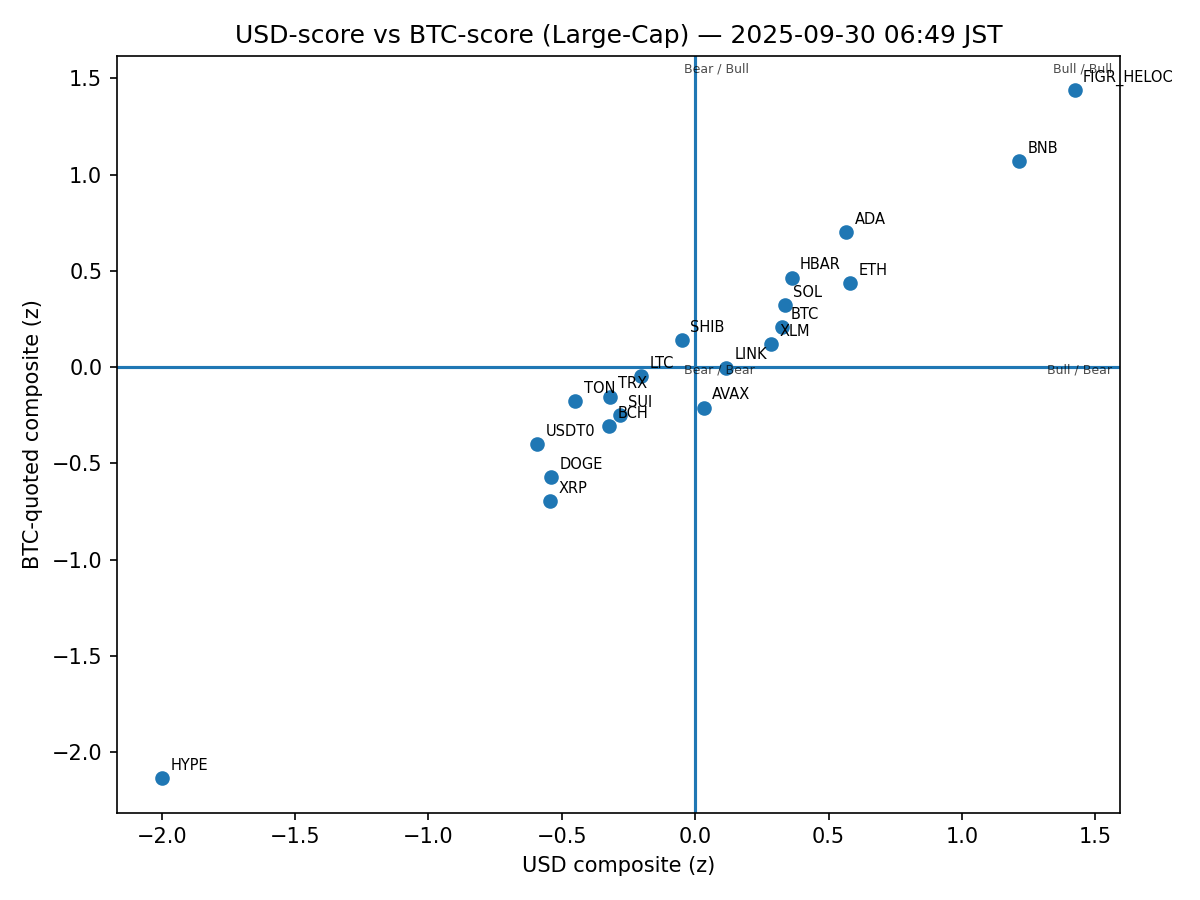 USD-score vs BTC-score (Large-Cap) — 2025-09-30 06:49 JST
Bear / Bull
Bull / Bull
FIGR_HELOC
BNB
ADA
HBAR
ETH
SOL
BTC
XLM
SHIB
LINK
LTC
Bear / Bear
Bull / Bear
TRX
TON
AVAX
SUI
BCH
USDT0
DOGE
XRP
HYPE
1.5
1.0
0.5
0.0
−0.5
−1.0
−1.5
−2.0
BTC-quoted composite (z)
−2.0 −1.5 −1.0 −0.5 0.0 0.5 1.0 1.5
USD composite (z)